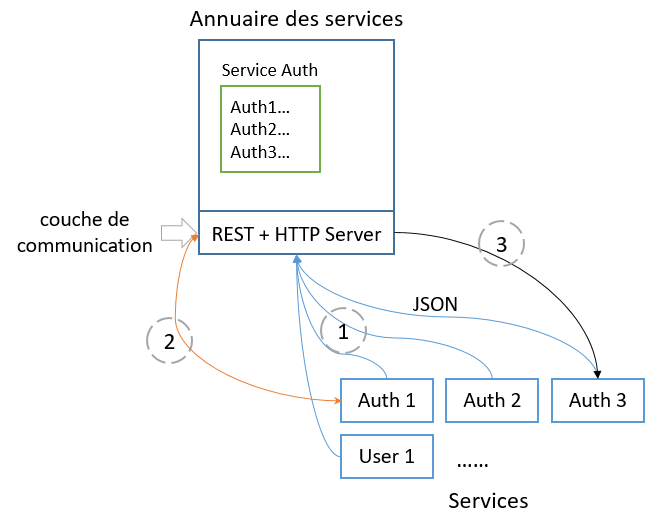 Annuaire des services
Service Auth
Auth1...
Auth2...
Auth3...
couche de
communication
REST + HTTP Server
3
JSON
1
2
Auth 1
Auth 2
Auth 3
User 1
......
Services